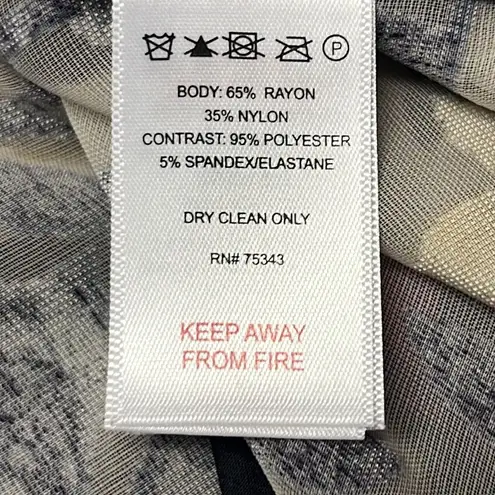 P
BODY: 65% RAYON
35% NYLON
CONTRAST: 95% POLYESTER
5% SPANDEX/ELASTANE
DRY CLEAN ONLY
RN# 75343
KEEP AWAY
FROM FIRE